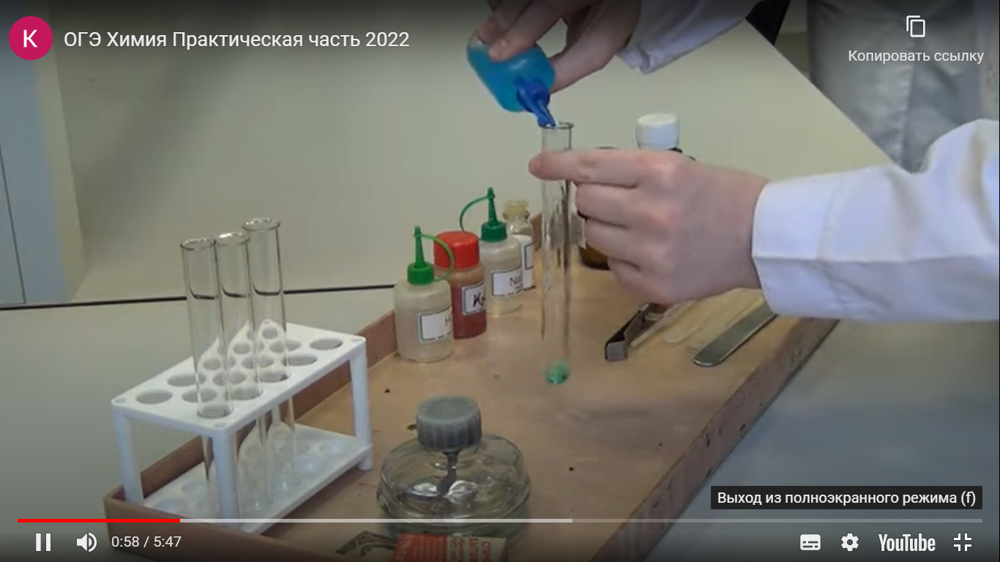 К
ОГЭ Химия Практическая часть 2022
Копировать ссылку
Выход из полноэкранного режима (f)
0:58 / 5:47
YouTube